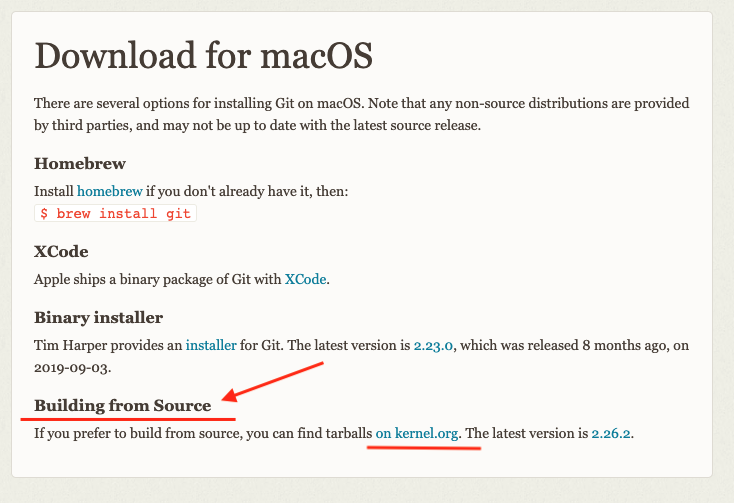 Download for macOS
There are several options for installing Git on macOS. Note that any non-source distributions are provided
by third parties, and may not be up to date with the latest source release.
Homebrew
Install homebrew if you don't already have it, then:
$ brew install git
XCode
Apple ships a binary package of Git with XCode.
Binary installer
Tim Harper provides an installer for Git. The latest version is 2.23.0, which was released 8 months ago, on
2019-09-03.
Building from Source
If you prefer to build from source, you can find tarballs on kernel.org. The latest version is 2.26.2.